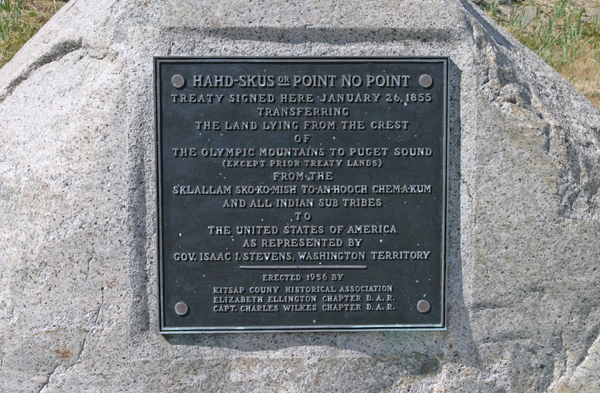 HAHD-SKUS OR POINT NO POINT
TREATY SIGNED HERE JANUARY 26, 1855
TRANSFERRING
THE LAND LYING FROM THE CREST
OF
THE OLYMPIC MOUNTAINS TO PUGET SOUND
(EXCEPT PRIOR TREATY LANDS)
FROM THE
S'KLALLAM SKO-KO-MISH TO-AN-HOOCH CHEM-A-KUM
AND ALL INDIAN SUB TRIBES
TO
THE UNITED STATES OF AMERICA
AS REPRESENTED BY
GOV. ISAAC I. STEVENS, WASHINGTON TERRITORY
ERECTED 1956 BY
KITSAP COUNY HISTORICAL ASSOCIATION
ELIZABETH ELLINGTON CHAPTER D.A.R.
CAPT. CHARLES WILKES CHAPTER D.A.R.